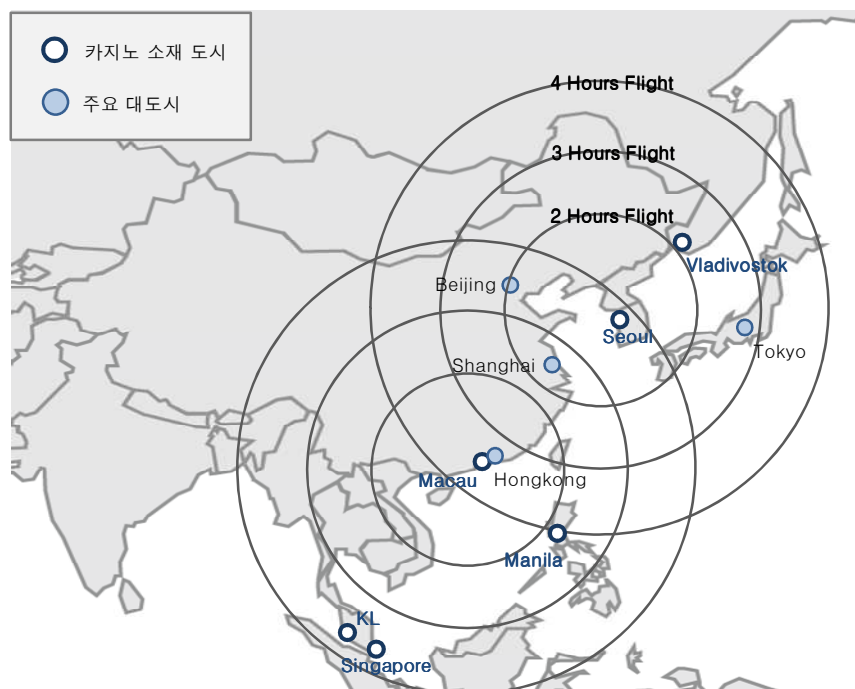 카지노 소재 도시
주요 대도시
4 Hours Flight
3 Hours Flight
2 Hours Flight
Vladivostok
Beijing
Seoul
Tokyo
Shanghai
Macau
Hongkong
Manila
KL
Singapore